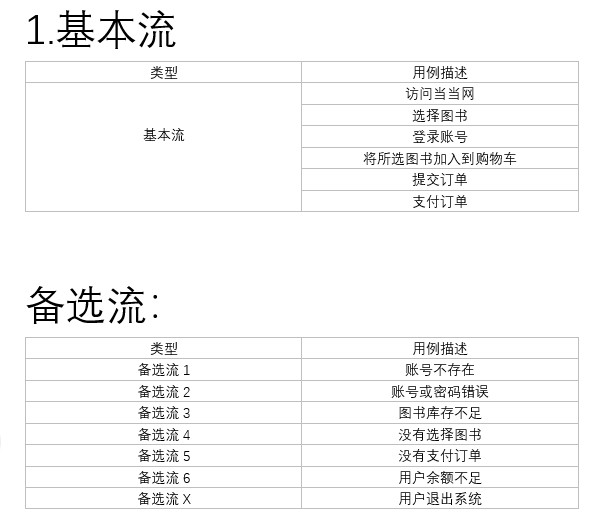 1.基本流
类型 用例描述
访问当当网
选择图书
基本流 登录账号
将所选图书加入到购物车
提交订单
支付订单
备选流：
类型 用例描述
备选流 1 账号不存在
备选流 2 账号或密码错误
备选流 3 图书库存不足
备选流 4 没有选择图书
备选流 5 没有支付订单
备选流 6 用户余额不足
备选流 X 用户退出系统